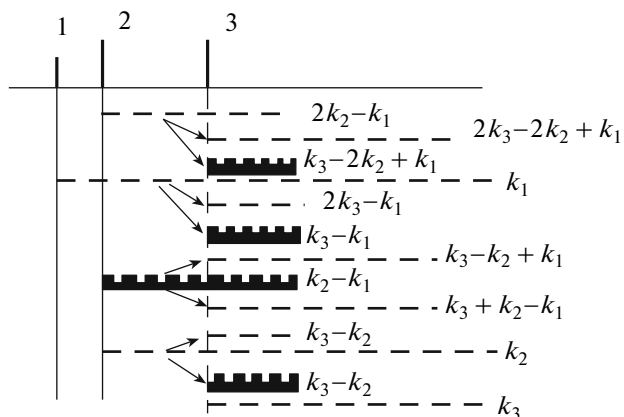 1 2 3
2k₂–k₁
2k₃–2k₂ + k₁
k₃–2k₂ + k₁
k₁
2k₃–k₁
k₃–k₁
k₃–k₂ + k₁
k₂–k₁
k₃ + k₂–k₁
k₃–k₂
k₂
k₃–k₂
k₃